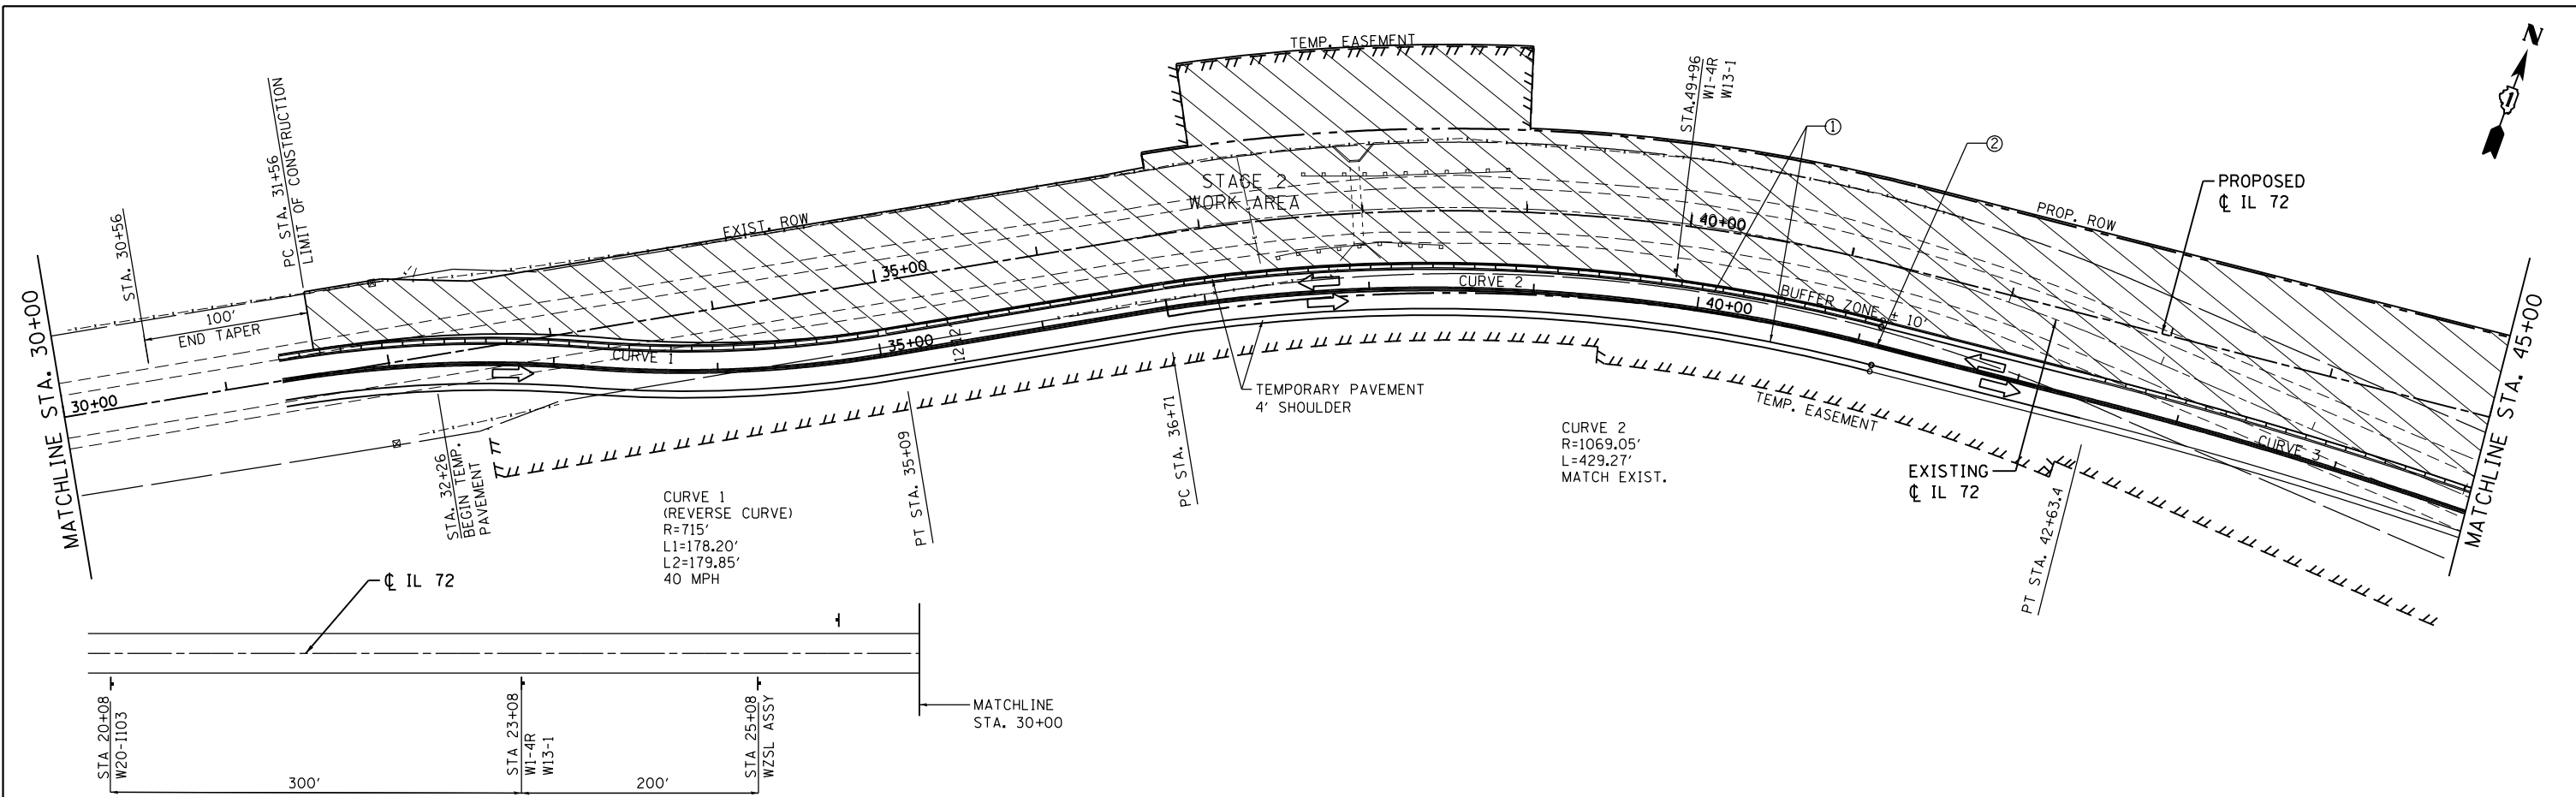 TEMP. EASEMENT
N
1
STA.49+96
W1-4R
W13-1
①
②
PROPOSED
℄ IL 72
PC STA. 31+56
LIMIT OF CONSTRUCTION
STA. 30+56
100'
END TAPER
EXIST. ROW
STAGE 2
WORK AREA
PROP. ROW
35+00
40+00
MATCHLINE STA. 30+00
30+00
CURVE 1
35+00
12'
12'
CURVE 2
40+00
BUFFER ZONE ± 10'
MATCHLINE STA. 45+00
TEMPORARY PAVEMENT
4' SHOULDER
TEMP. EASEMENT
CURVE 3
EXISTING
℄ IL 72
STA. 32+26
BEGIN TEMP.
PAVEMENT
PT STA. 35+09
PC STA. 36+71
PT STA. 42+63.4
CURVE 1
(REVERSE CURVE)
R=715'
L1=178.20'
L2=179.85'
40 MPH
CURVE 2
R=1069.05'
L=429.27'
MATCH EXIST.
℄ IL 72
STA 20+08
W20-I103
STA 23+08
W1-4R
W13-1
STA 25+08
WZSL ASSY
MATCHLINE
STA. 30+00
300'
200'